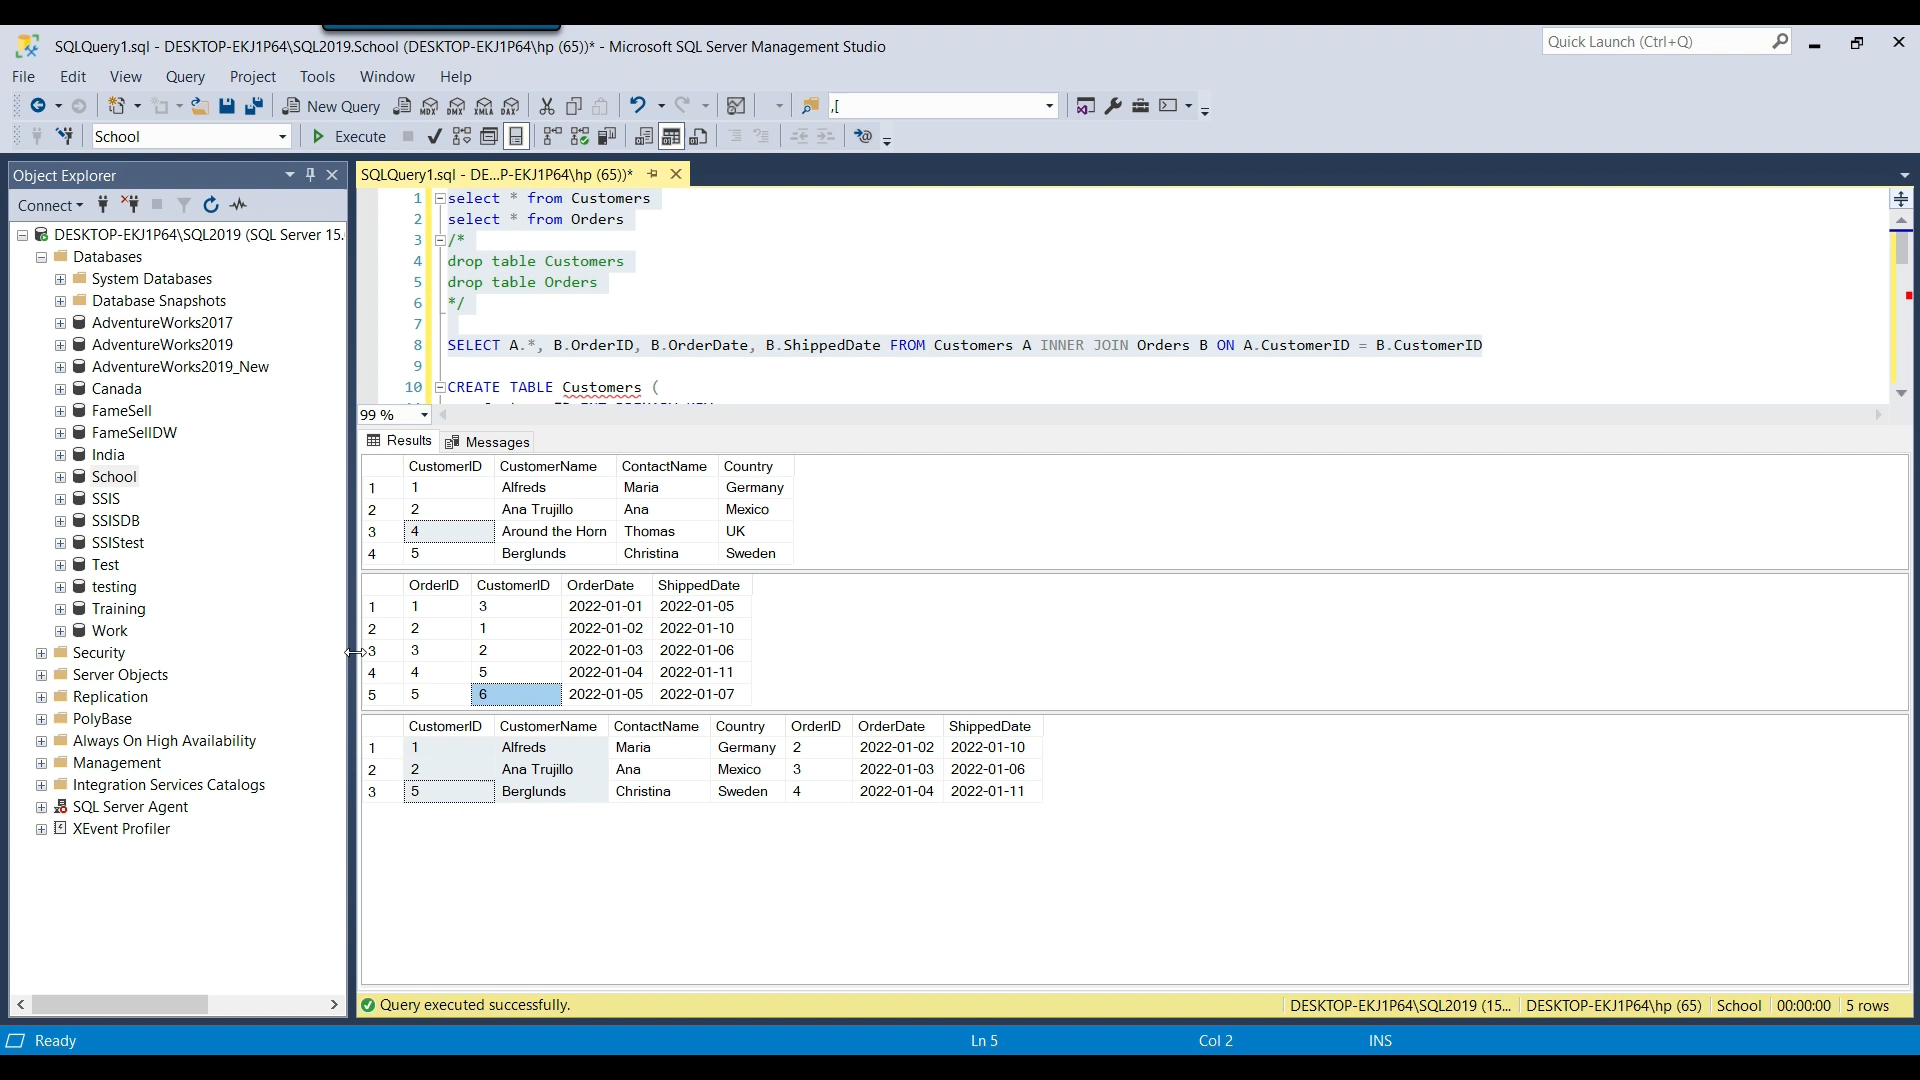 SQLQuery1.sql - DESKTOP-EKJ1P64\SQL2019.School (DESKTOP-EKJ1P64\hp (65))* - Microsoft SQL Server Management Studio
Quick Launch (Ctrl+Q)
File Edit View Query Project Tools Window Help
New Query MDX DMX XMLA DAX ,[
School Execute
Object Explorer
SQLQuery1.sql - DE...P-EKJ1P64\hp (65))*
Connect
DESKTOP-EKJ1P64\SQL2019 (SQL Server 15.
Databases
System Databases
Database Snapshots
AdventureWorks2017
AdventureWorks2019
AdventureWorks2019_New
Canada
FameSell
FameSellDW
India
School
SSIS
SSISDB
SSIStest
Test
testing
Training
Work
Security
Server Objects
Replication
PolyBase
Always On High Availability
Management
Integration Services Catalogs
SQL Server Agent
XEvent Profiler
1 select * from Customers
2 select * from Orders
3 /*
4 drop table Customers
5 drop table Orders
6 */
7
8 SELECT A.*, B.OrderID, B.OrderDate, B.ShippedDate FROM Customers A INNER JOIN Orders B ON A.CustomerID = B.CustomerID
9
10 CREATE TABLE Customers (
99 %
Results Messages
CustomerID CustomerName ContactName Country
1 1 Alfreds Maria Germany
2 2 Ana Trujillo Ana Mexico
3 4 Around the Horn Thomas UK
4 5 Berglunds Christina Sweden
OrderID CustomerID OrderDate ShippedDate
1 1 3 2022-01-01 2022-01-05
2 2 1 2022-01-02 2022-01-10
3 3 2 2022-01-03 2022-01-06
4 4 5 2022-01-04 2022-01-11
5 5 6 2022-01-05 2022-01-07
CustomerID CustomerName ContactName Country OrderID OrderDate ShippedDate
1 1 Alfreds Maria Germany 2 2022-01-02 2022-01-10
2 2 Ana Trujillo Ana Mexico 3 2022-01-03 2022-01-06
3 5 Berglunds Christina Sweden 4 2022-01-04 2022-01-11
Query executed successfully. DESKTOP-EKJ1P64\SQL2019 (15... DESKTOP-EKJ1P64\hp (65) School 00:00:00 5 rows
Ready Ln 5 Col 2 INS